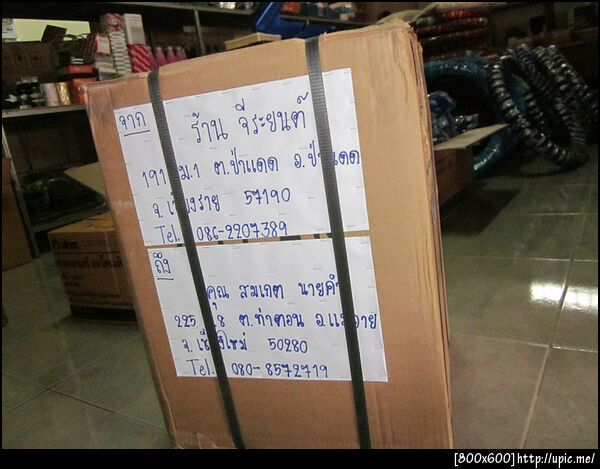 จาก
ร้าน จีระยนต์
191 ม.1 ต.ป่าแดด อ.ป่าแดด
จ.เชียงราย 57190
Tel. 086-2207389
ถึง
คุณ สมเกต นายคำ
225 ม.8 ต.ท่าตอน อ.แม่อาย
จ.เชียงใหม่ 50280
Tel. 080-8572719
[800x600]http://upic.me/